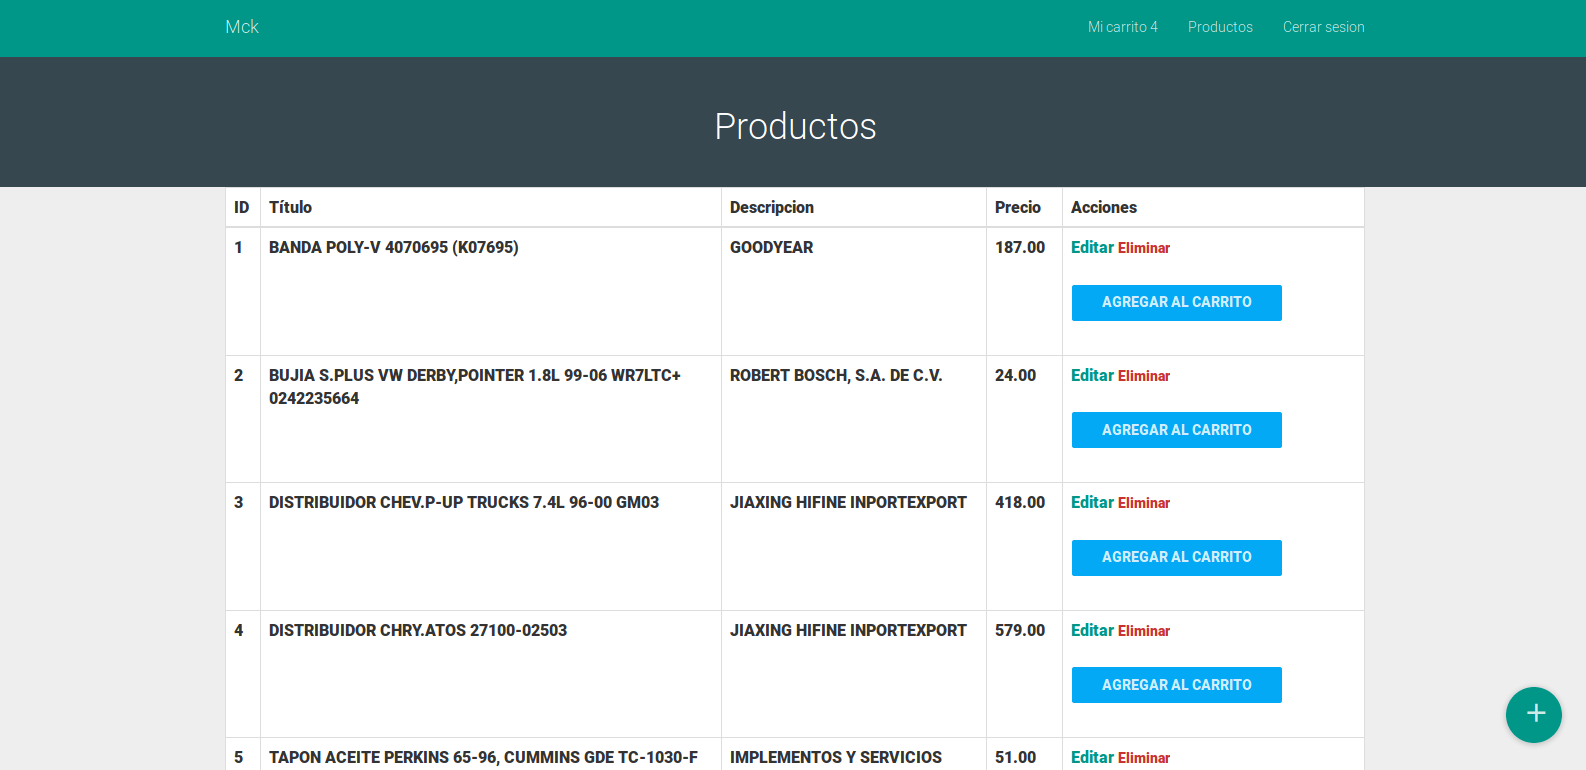 Mck
Mi carrito 4 Productos Cerrar sesion
Productos
ID Título Descripcion Precio Acciones
1 BANDA POLY-V 4070695 (K07695) GOODYEAR 187.00 Editar Eliminar
AGREGAR AL CARRITO
2 BUJIA S.PLUS VW DERBY,POINTER 1.8L 99-06 WR7LTC+ ROBERT BOSCH, S.A. DE C.V. 24.00 Editar Eliminar
0242235664
AGREGAR AL CARRITO
3 DISTRIBUIDOR CHEV.P-UP TRUCKS 7.4L 96-00 GM03 JIAXING HIFINE INPORTEXPORT 418.00 Editar Eliminar
AGREGAR AL CARRITO
4 DISTRIBUIDOR CHRY.ATOS 27100-02503 JIAXING HIFINE INPORTEXPORT 579.00 Editar Eliminar
AGREGAR AL CARRITO
5 TAPON ACEITE PERKINS 65-96, CUMMINS GDE TC-1030-F IMPLEMENTOS Y SERVICIOS 51.00 Editar Eliminar
+